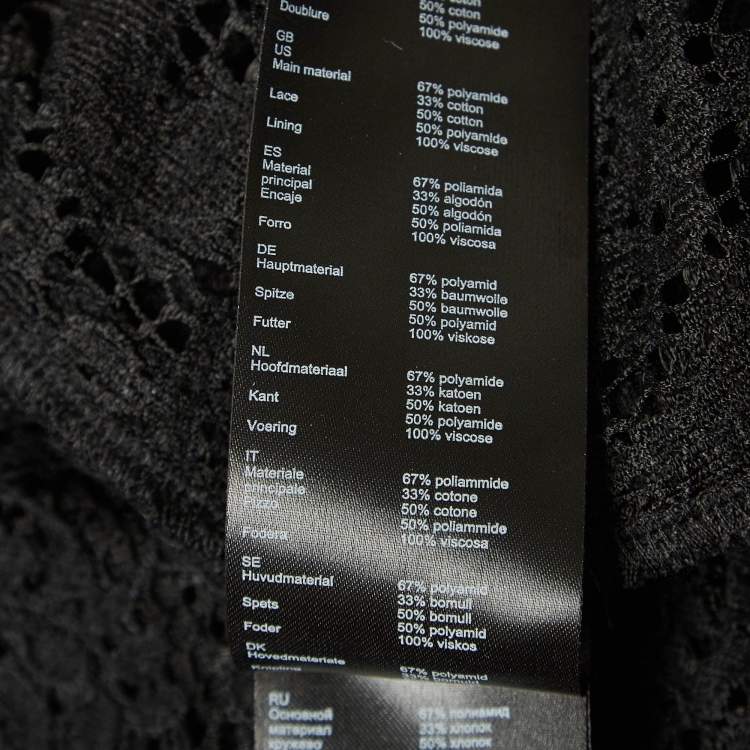 50% coton
Doublure 50% polyamide
100% viscose
GB
US
Main material 67% polyamide
33% cotton
Lace 50% cotton
50% polyamide
Lining 100% viscose
ES
Material
principal 67% poliamida
33% algodón
Encaje 50% algodón
50% poliamida
Forro 100% viscosa
DE
Hauptmaterial 67% polyamid
33% baumwolle
Spitze 50% baumwolle
50% polyamid
Futter 100% viskose
NL
Hoofdmateriaal 67% polyamide
33% katoen
Kant 50% katoen
50% polyamide
Voering 100% viscose
IT
Materiale
principale 67% poliammide
33% cotone
Pizzo 50% cotone
50% poliammide
Fodera 100% viscosa
SE
Huvudmaterial 67% polyamid
33% bomull
Spets 50% bomull
50% polyamid
Foder 100% viskos
DK
Hovedmateriale 67% polyamid
33% bomuld
RU
Основной 67% полиамид
материал 33% хлопок
кружево 50% хлопок